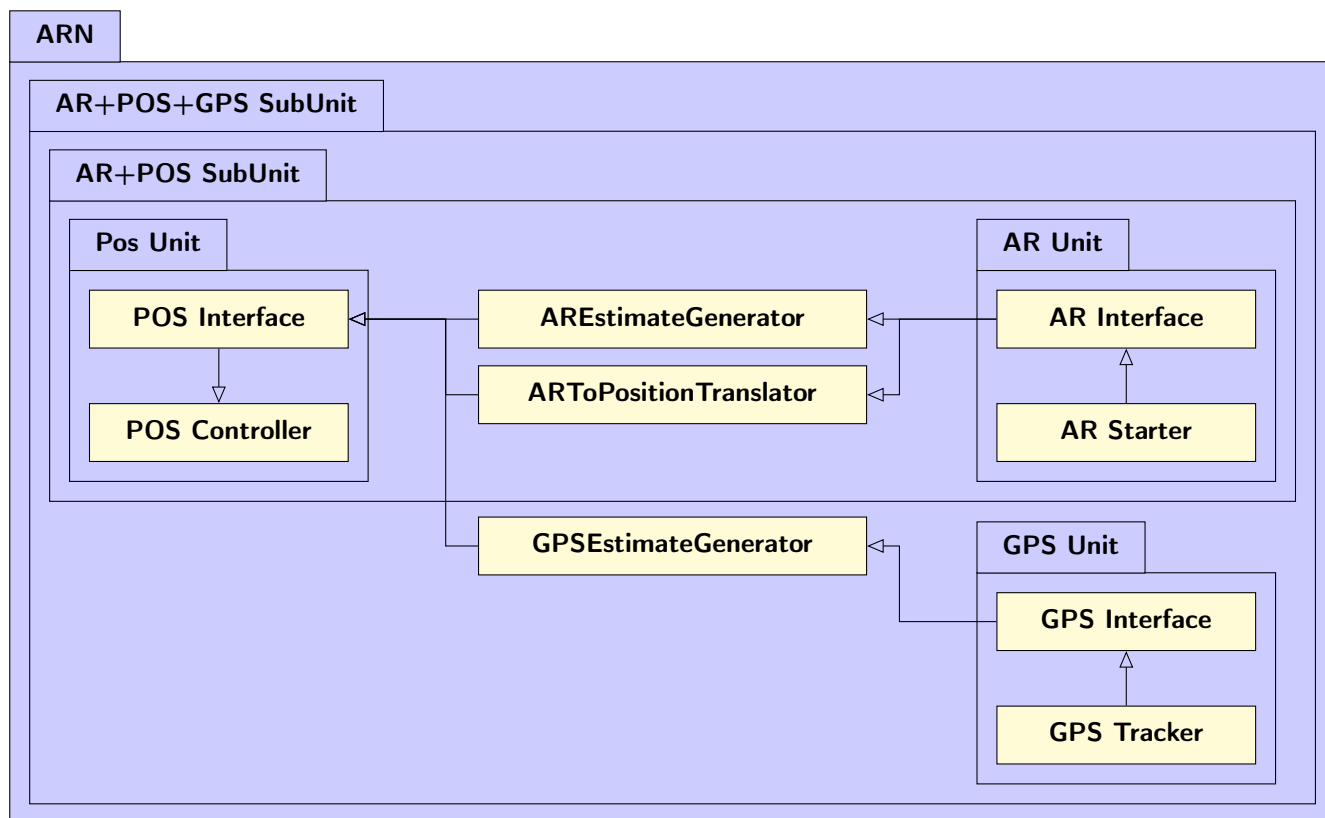 ARN
AR+POS+GPS SubUnit
AR+POS SubUnit
Pos Unit
AR Unit
POS Interface
AREstimateGenerator
AR Interface
ARToPositionTranslator
POS Controller
AR Starter
GPSEstimateGenerator
GPS Unit
GPS Interface
GPS Tracker